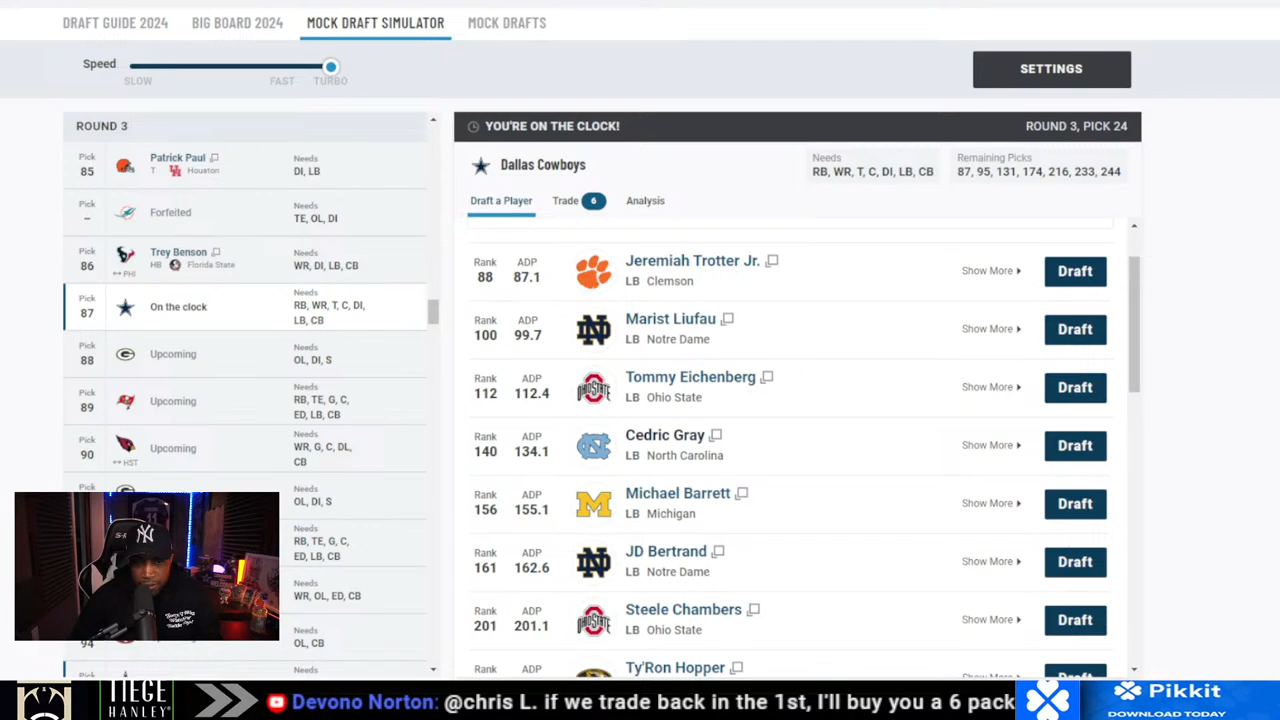 DRAFT GUIDE 2024 BIG BOARD 2024 MOCK DRAFT SIMULATOR MOCK DRAFTS
Speed
SLOW FAST TURBO
SETTINGS
ROUND 3
Pick 85
Patrick Paul
T Houston
Needs
DI, LB
Pick
–
Forfeited
Needs
TE, OL, DI
Pick 86
PHI
Trey Benson
HB Florida State
Needs
WR, DI, LB, CB
Pick 87
On the clock
Needs
RB, WR, T, C, DI,
LB, CB
Pick 88
Upcoming
Needs
OL, DI, S
Pick 89
Upcoming
Needs
RB, TE, G, C,
ED, LB, CB
Pick 90
HST
Upcoming
Needs
WR, G, C, DL,
CB
Pick
Needs
OL, DI, S
Needs
RB, TE, G, C,
ED, LB, CB
Needs
WR, OL, ED, CB
94
Needs
OL, CB
Needs
YOU'RE ON THE CLOCK! ROUND 3, PICK 24
Dallas Cowboys
Needs
RB, WR, T, C, DI, LB, CB
Remaining Picks
87, 95, 131, 174, 216, 233, 244
Draft a Player Trade 6 Analysis
Rank 88 ADP 87.1
Jeremiah Trotter Jr.
LB Clemson
Show More Draft
Rank 100 ADP 99.7
Marist Liufau
LB Notre Dame
Show More Draft
Rank 112 ADP 112.4
OHIO STATE
Tommy Eichenberg
LB Ohio State
Show More Draft
Rank 140 ADP 134.1
Cedric Gray
LB North Carolina
Show More Draft
Rank 156 ADP 155.1
Michael Barrett
LB Michigan
Show More Draft
Rank 161 ADP 162.6
JD Bertrand
LB Notre Dame
Show More Draft
Rank 201 ADP 201.1
OHIO STATE
Steele Chambers
LB Ohio State
Show More Draft
Rank ADP
Ty'Ron Hopper
TIEGE
HANLEY
Devono Norton: @chris L. if we trade back in the 1st, I'll buy you a 6 pack
Pikkit
DOWNLOAD TODAY